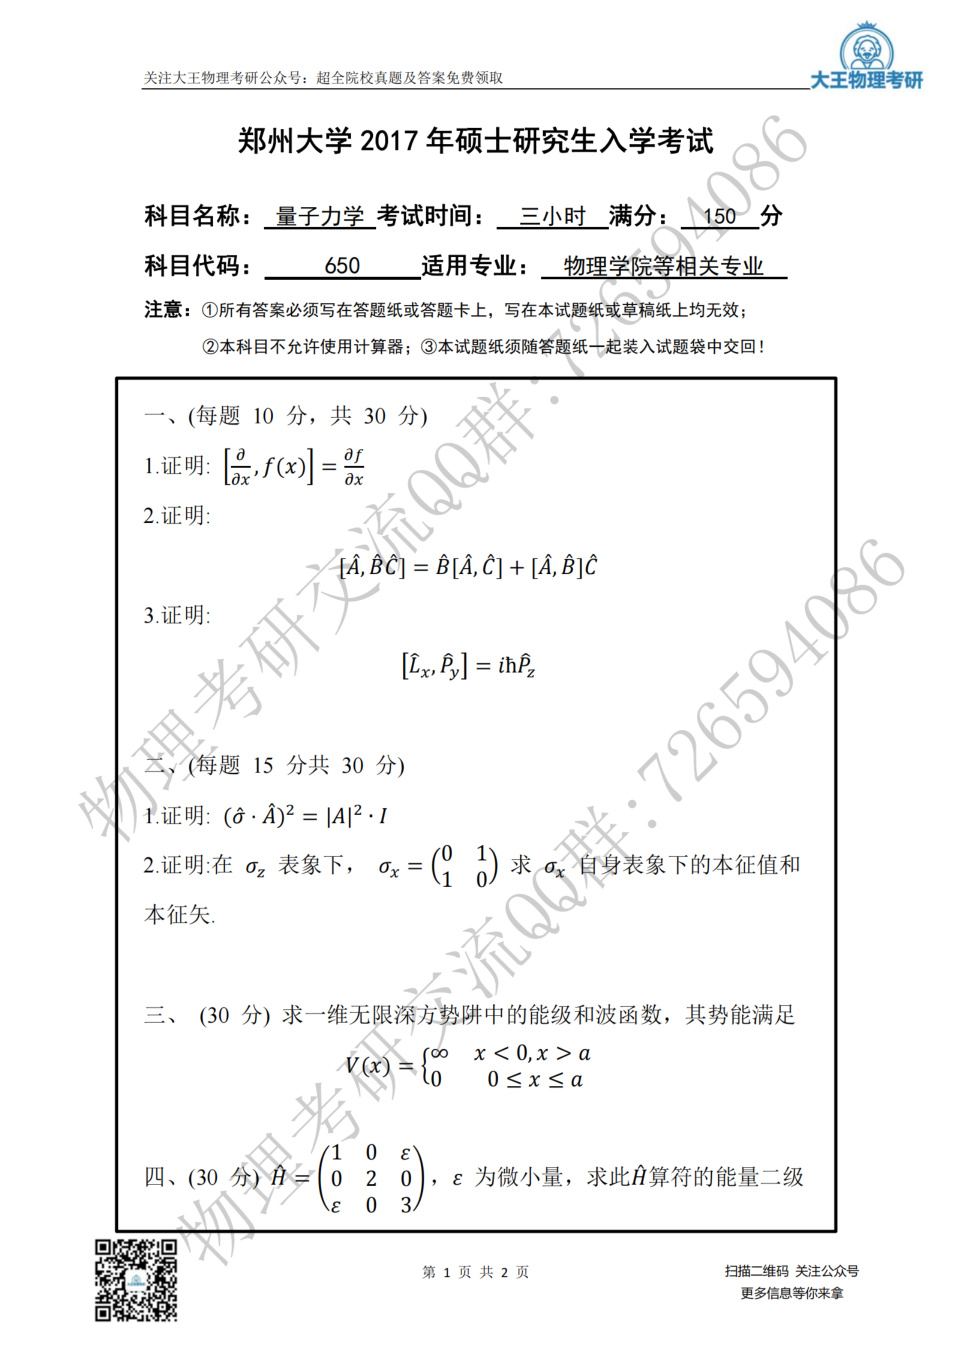 关注大王物理考研公众号：超全院校真题及答案免费领取
大王物理考研
郑州大学 2017 年硕士研究生入学考试
科目名称： 量子力学 考试时间： 三小时 满分： 150 分
科目代码： 650 适用专业： 物理学院等相关专业
注意：①所有答案必须写在答题纸或答题卡上，写在本试题纸或草稿纸上均无效；
②本科目不允许使用计算器；③本试题纸须随答题纸一起装入试题袋中交回！
一、(每题 10 分，共 30 分)
1.证明: [∂/∂x, f(x)] = ∂f/∂x
2.证明:
[Â, B̂Ĉ] = B̂[Â, Ĉ] + [Â, B̂]Ĉ
3.证明:
[L̂ₓ, P̂_y] = iħP̂_z
二、(每题 15 分共 30 分)
1.证明: (σ̂ · Â)² = |A|² · I
2.证明:在 σ_z 表象下， σₓ = (0 1; 1 0) 求 σₓ 自身表象下的本征值和
本征矢.
三、 (30 分) 求一维无限深方势阱中的能级和波函数，其势能满足
V(x) = {∞ x < 0, x > a
0 0 ≤ x ≤ a
四、(30 分) Ĥ = (1 0 ε; 0 2 0; ε 0 3)，ε 为微小量，求此Ĥ算符的能量二级
物理考研交流QQ群：726594086
物理考研交流QQ群：726594086
大王物理考研
第 1 页 共 2 页
扫描二维码 关注公众号
更多信息等你来拿